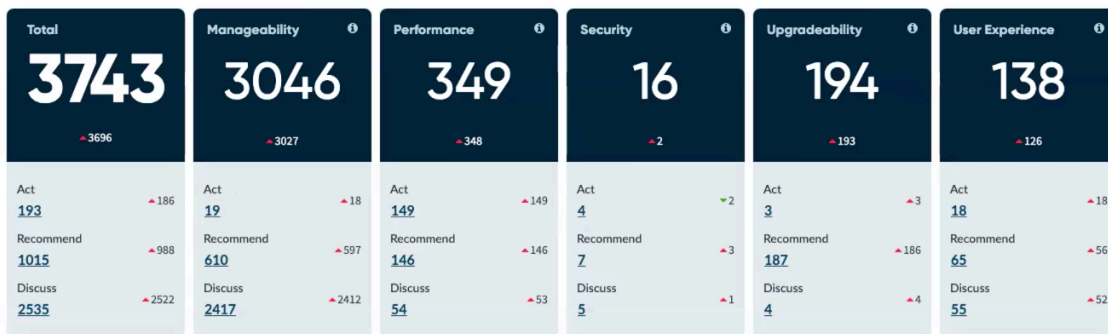 Total
3743
3696
Act
193
186
Recommend
1015
988
Discuss
2535
2522
Manageability
3046
3027
Act
19
18
Recommend
610
597
Discuss
2417
2412
Performance
349
348
Act
149
149
Recommend
146
146
Discuss
54
53
Security
16
2
Act
4
2
Recommend
7
3
Discuss
5
1
Upgradeability
194
193
Act
3
3
Recommend
187
186
Discuss
4
4
User Experience
138
126
Act
18
18
Recommend
65
56
Discuss
55
52